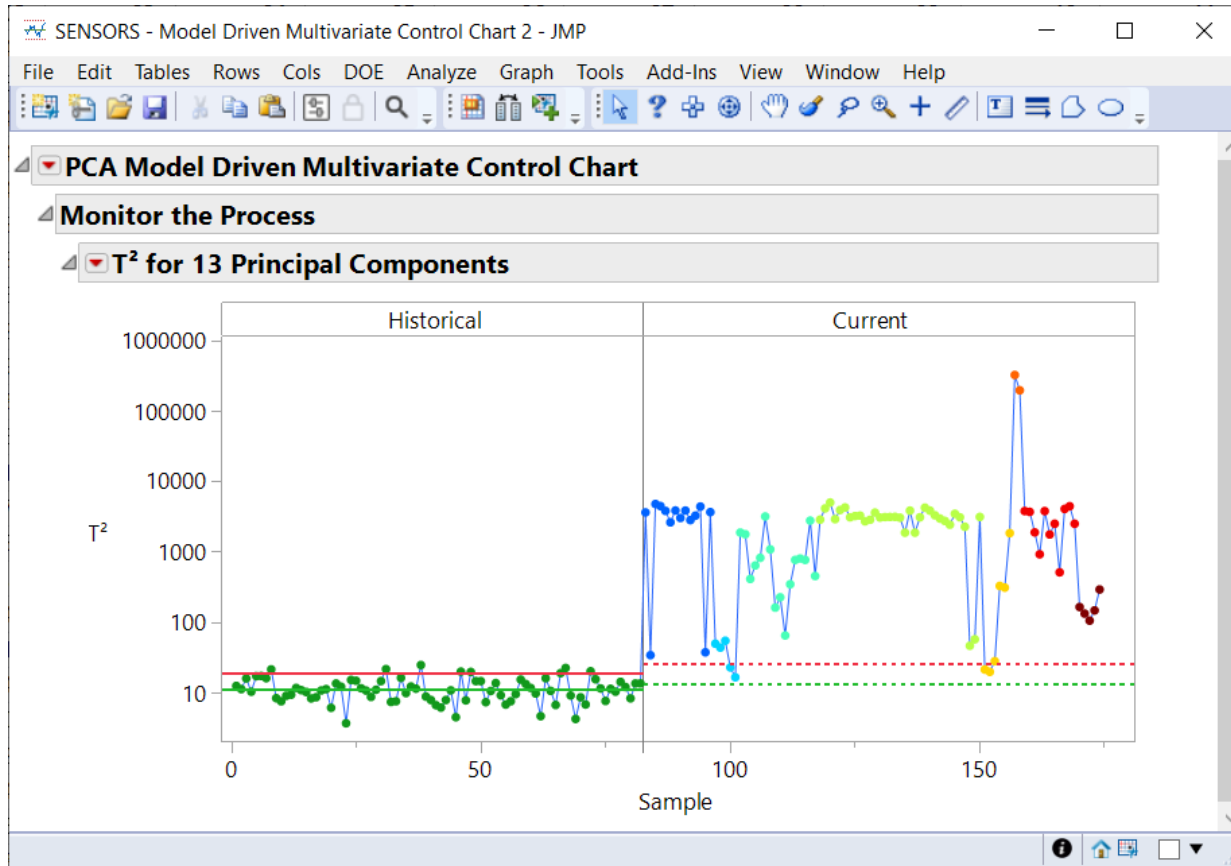 SENSORS - Model Driven Multivariate Control Chart 2 - JMP
File Edit Tables Rows Cols DOE Analyze Graph Tools Add-Ins View Window Help
PCA Model Driven Multivariate Control Chart
Monitor the Process
T² for 13 Principal Components
Historical Current
1000000
100000
10000
T²
1000
100
10
0 50 100 150
Sample